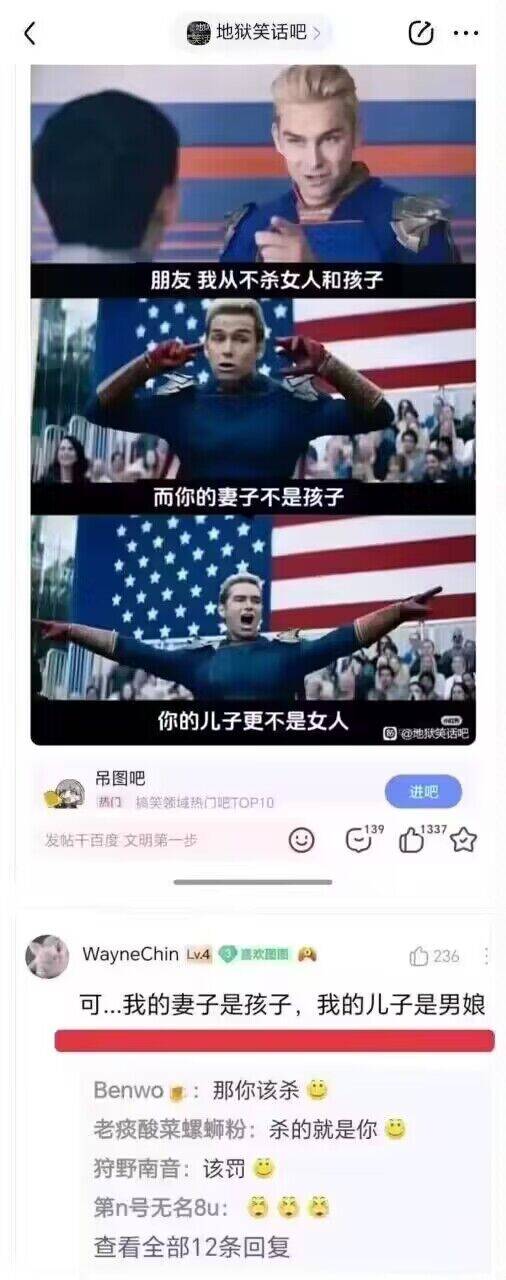 地狱笑话吧
朋友 我从不杀女人和孩子
而你的妻子不是孩子
你的儿子更不是女人
@地狱笑话吧
吊图吧
热门 搞笑领域热门吧TOP10
进吧
发帖千百度 文明第一步
139
1337
WayneChin Lv.4 3 喜欢图图
236
可...我的妻子是孩子，我的儿子是男娘
Benwo🍺：那你该杀
老痰酸菜螺蛳粉：杀的就是你
狩野南音：该罚
第n号无名8u：
查看全部12条回复